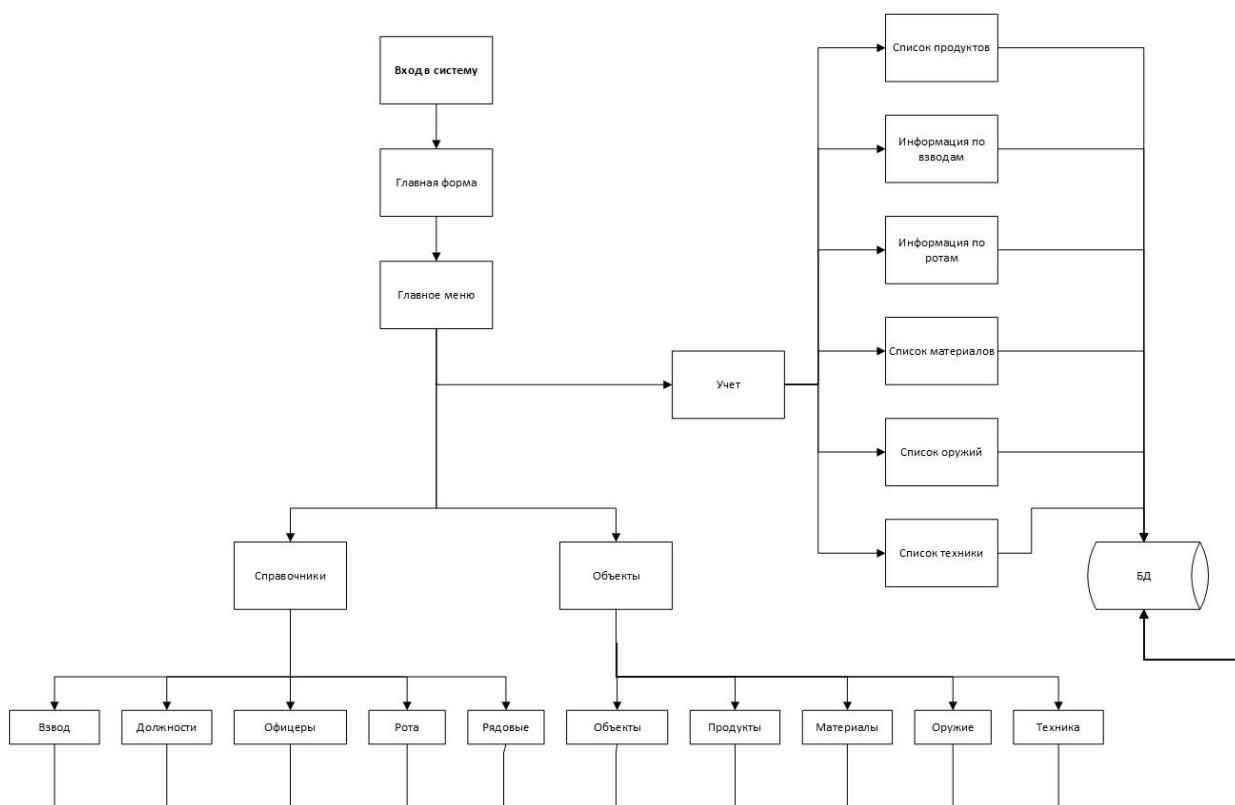 Вход в систему
Главная форма
Главное меню
Учет
Список продуктов
Информация по
взводам
Информация по
ротам
Список материалов
Список оружий
Список техники
БД
Справочники
Объекты
Взвод
Должности
Офицеры
Рота
Рядовые
Объекты
Продукты
Материалы
Оружие
Техника